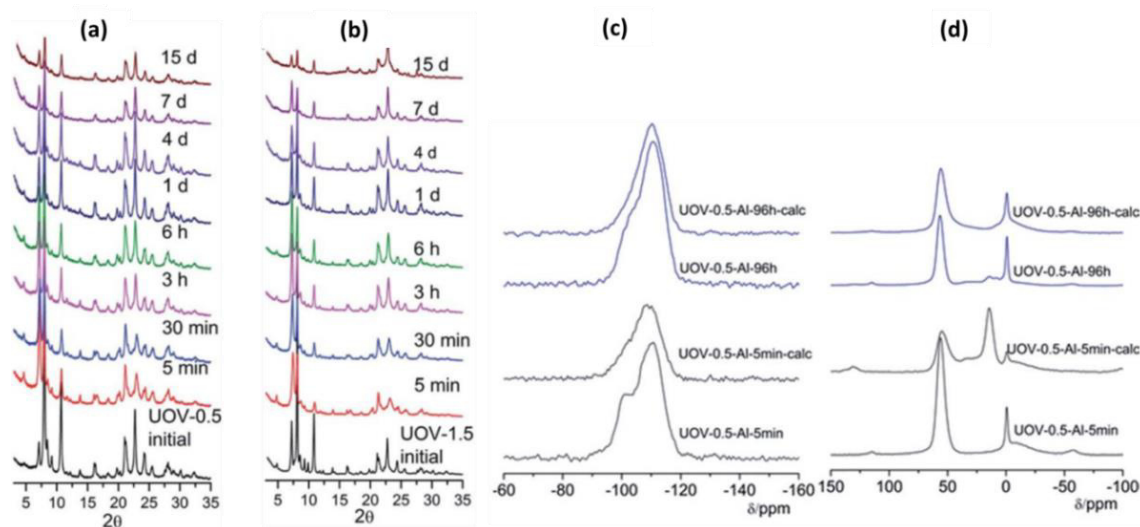 (a)
15 d
7 d
4 d
1 d
6 h
3 h
30 min
5 min
UOV-0.5
initial
5 10 15 20 25 30 35
2θ
(b)
15 d
7 d
4 d
1 d
6 h
3 h
30 min
5 min
UOV-1.5
initial
5 10 15 20 25 30 35
2θ
(c)
UOV-0.5-Al-96h-calc
UOV-0.5-Al-96h
UOV-0.5-Al-5min-calc
UOV-0.5-Al-5min
-60 -80 -100 -120 -140 -160
δ/ppm
(d)
UOV-0.5-Al-96h-calc
UOV-0.5-Al-96h
UOV-0.5-Al-5min-calc
UOV-0.5-Al-5min
150 100 50 0 -50 -100
δ/ppm